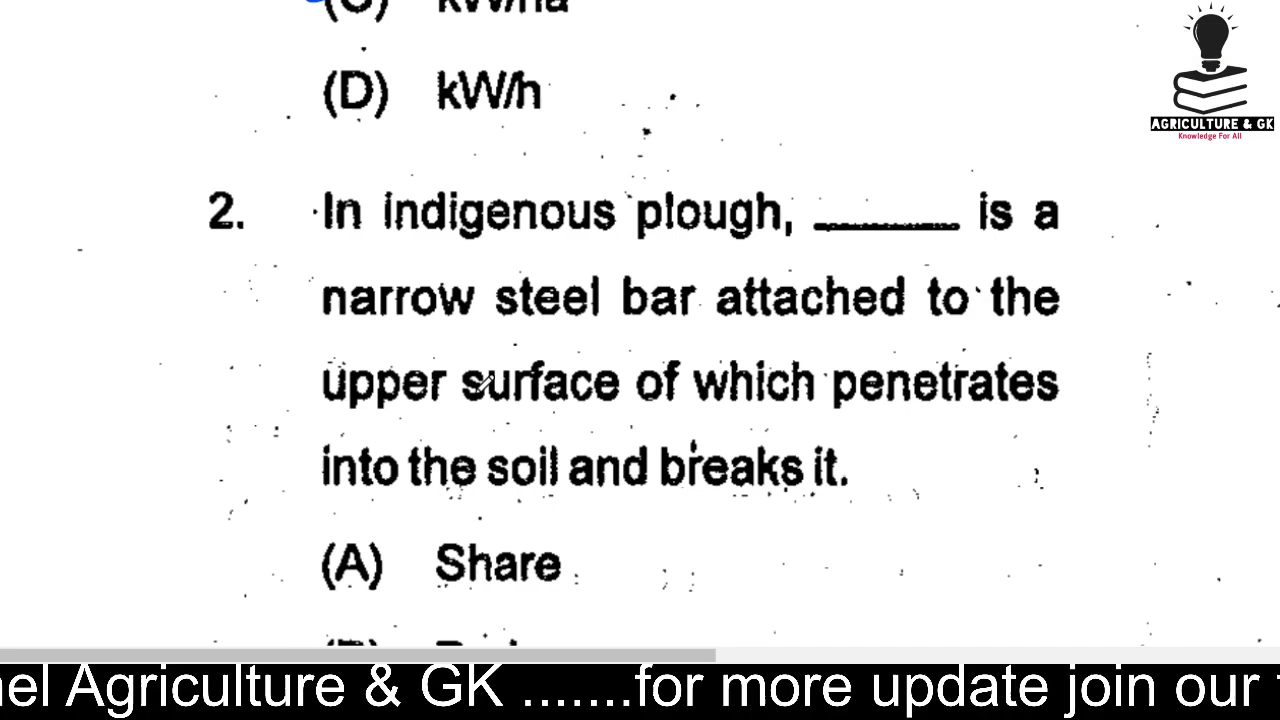 (C) kW/ha
(D) kW/h
AGRICULTURE & GK
Knowledge For All
2. In indigenous plough, ______ is a
narrow steel bar attached to the
upper surface of which penetrates
into the soil and breaks it.
(A) Share
nel Agriculture & GK .......for more update join our